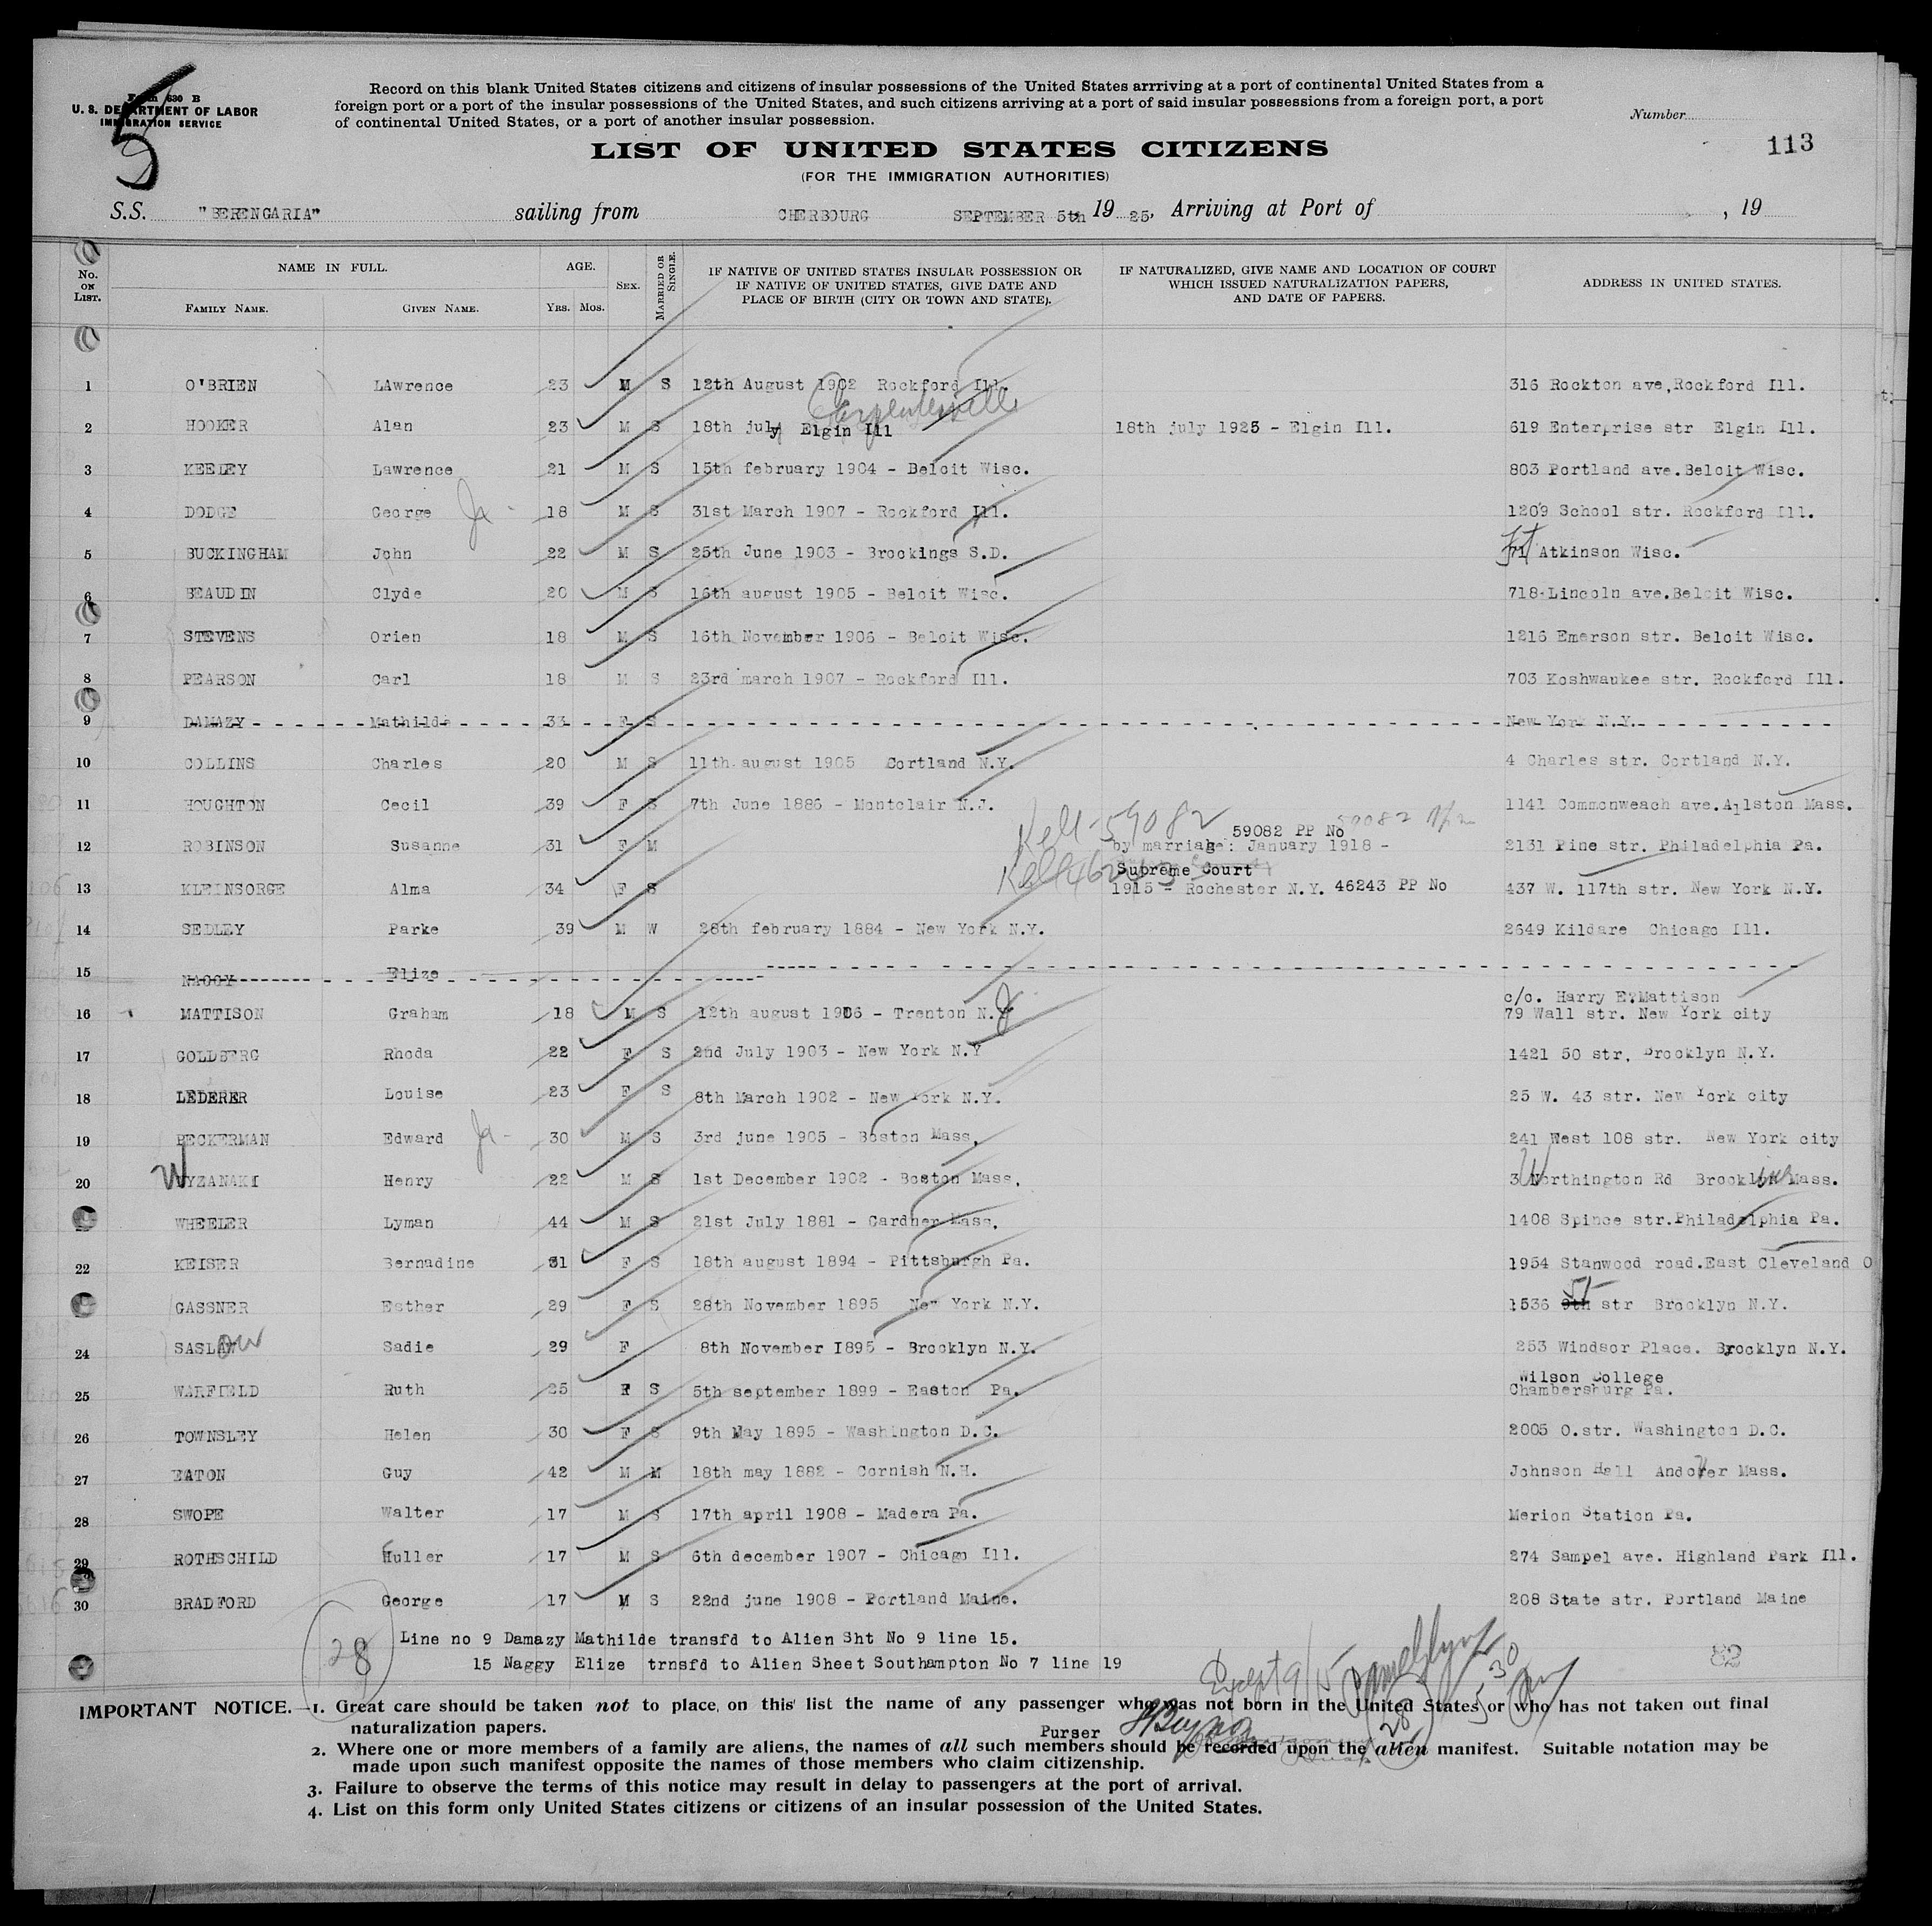 Form 630 B
U. S. DEPARTMENT OF LABOR
IMMIGRATION SERVICE
5
Record on this blank United States citizens and citizens of insular possessions of the United States arrriving at a port of continental United States from a
foreign port or a port of the insular possessions of the United States, and such citizens arriving at a port of said insular possessions from a foreign port, a port
of continental United States, or a port of another insular possession.
Number
113
LIST OF UNITED STATES CITIZENS
(FOR THE IMMIGRATION AUTHORITIES)
S.S. "BERENGARIA" sailing from CHERBOURG SEPTEMBER 5th 19 25, Arriving at Port of , 19
No. ON LIST.
NAME IN FULL.
FAMILY NAME. GIVEN NAME.
AGE.
YRS. MOS.
SEX.
MARRIED OR SINGLE.
IF NATIVE OF UNITED STATES INSULAR POSSESSION OR
IF NATIVE OF UNITED STATES, GIVE DATE AND
PLACE OF BIRTH (CITY OR TOWN AND STATE).
IF NATURALIZED, GIVE NAME AND LOCATION OF COURT
WHICH ISSUED NATURALIZATION PAPERS,
AND DATE OF PAPERS.
ADDRESS IN UNITED STATES.
1 O'BRIEN LAwrence 23 M S 12th August 1902 Rockford Ill. 316 Rockton ave, Rockford Ill.
Carpenterville
2 HOOKER Alan 23 M S 18th july Elgin Ill 18th july 1925 - Elgin Ill. 619 Enterprise str Elgin Ill.
3 KEELEY Lawrence 21 M S 15th february 1904 - Beloit Wisc. 803 Portland ave. Beloit Wisc.
4 DODGE George Jr 18 M S 31st March 1907 - Rockford Ill. 1209 School str. Rockford Ill.
5 BUCKINGHAM John 22 M S 25th June 1903 - Brockings S.D. Ft Atkinson Wisc.
6 BEAUDIN Clyde 20 M S 16th august 1905 - Beloit Wisc. 718 Lincoln ave. Beloit Wisc.
7 STEVENS Orien 18 M S 16th November 1906 - Beloit Wisc. 1216 Emerson str. Beloit Wisc.
8 PEARSON Carl 18 M S 23rd march 1907 - Rockford Ill. 703 Koshwaukee str. Rockford Ill.
9 DAMAZY Mathilde 33 F S New York N.Y.
10 COLLINS Charles 20 M S 11th august 1905 Cortland N.Y. 4 Charles str. Cortland N.Y.
11 HOUGHTON Cecil 39 F S 7th June 1886 - Montclair N.J. 1141 Commonweach ave. Allston Mass.
59082
59082 PP No
12 ROBINSON Susanne 31 F M by marriage: January 1918 - 2131 Pine str. Philadelphia Pa.
Supreme Court
13 KLEINSORGE Alma 34 F S 1915 - Rochester N.Y. 46243 PP No 437 W. 117th str. New York N.Y.
14 SEDLEY Parke 39 M W 28th february 1884 - New York N.Y. 2649 Kildare Chicago Ill.
15 NAGGY Elize
c/o. Harry E. Mattison
16 MATTISON Graham 18 M S 12th august 1906 - Trenton N.J 79 Wall str. New York city
17 GOLDBERG Rhoda 22 F S 2nd July 1903 - New York N.Y 1421 50 str, Brooklyn N.Y.
18 LEDERER Louise 23 F S 8th March 1902 - New York N.Y. 25 W. 43 str. New York city
19 BECKERMAN Edward 30 M S 3rd june 1905 - Boston Mass, 241 West 108 str. New York city
20 WYZANAKI Henry 22 M S 1st December 1902 - Boston Mass, 3 Worthington Rd Brookline Mass.
WHEELER Lyman 44 M S 21st July 1881 - Gardner Mass, 1408 Spince str. Philadelphia Pa.
22 KEISER Bernadine 31 F S 18th august 1894 - Pittsburgh Pa. 1954 Stanwood road. East Cleveland O
GASSNER Esther 29 F S 28th November 1895 New York N.Y. 1536 str Brooklyn N.Y.
24 SASLOW Sadie 29 F 8th November 1895 - Brooklyn N.Y. 253 Windsor Place. Brooklyn N.Y.
Wilson College
25 WARFIELD Ruth 25 F S 5th september 1899 - Easton Pa. Chambersburg Pa.
26 TOWNSLEY Helen 30 F S 9th May 1895 - Washington D.C. 2005 O.str. Washington D.C.
27 EATON Guy 42 M M 18th may 1882 - Cornish N.H. Johnson Hall Andover Mass.
28 SWOPE Walter 17 M S 17th april 1908 - Madera Pa. Merion Station Pa.
29 ROTHSCHILD Huller 17 M S 6th december 1907 - Chicago Ill. 274 Sampel ave. Highland Park Ill.
30 BRADFORD George 17 M S 22nd june 1908 - Portland Maine. 208 State str. Portland Maine
28 Line no 9 Damazy Mathilde transfd to Alien Sht No 9 line 15.
15 Naggy Elize trnsfd to Alien Sheet Southampton No 7 line 19
82
IMPORTANT NOTICE.—1. Great care should be taken not to place on this list the name of any passenger who was not born in the United States or who has not taken out final
naturalization papers.
Purser
2. Where one or more members of a family are aliens, the names of all such members should be recorded upon the alien manifest. Suitable notation may be
made upon such manifest opposite the names of those members who claim citizenship.
3. Failure to observe the terms of this notice may result in delay to passengers at the port of arrival.
4. List on this form only United States citizens or citizens of an insular possession of the United States.